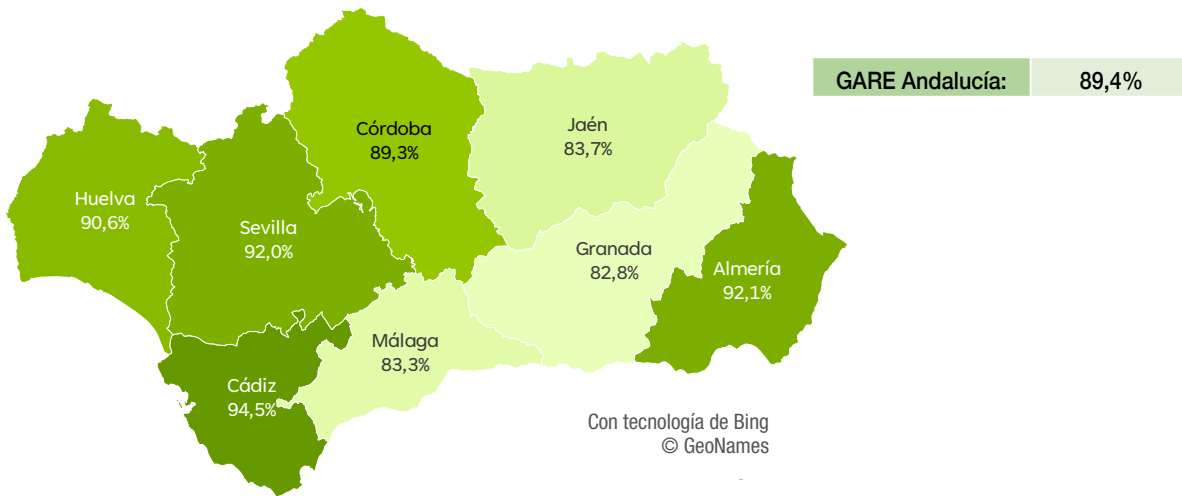 GARE Andalucía: 89,4%
Córdoba
89,3%
Jaén
83,7%
Huelva
90,6%
Sevilla
92,0%
Granada
82,8%
Almería
92,1%
Málaga
83,3%
Cádiz
94,5%
Con tecnología de Bing
© GeoNames